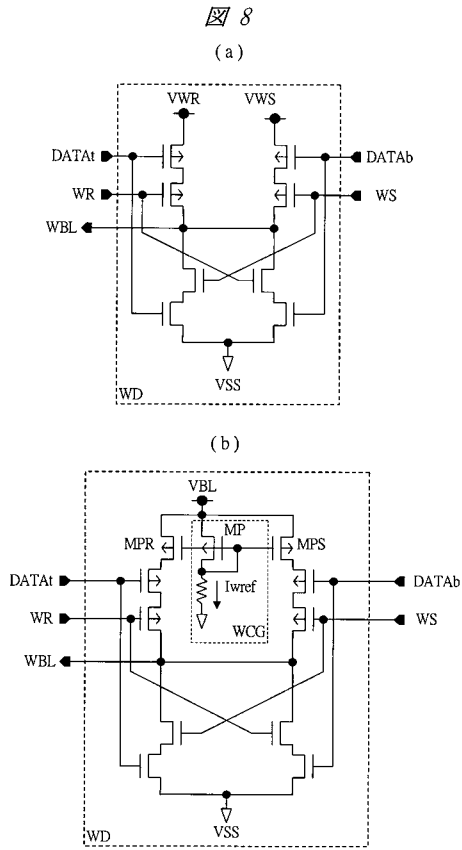 図 8
(a)
VWR VWS
DATAt DATAb
WR WS
WBL
VSS
WD
(b)
VBL
MPR MP MPS
DATAt Iwref DATAb
WR WCG WS
WBL
VSS
WD